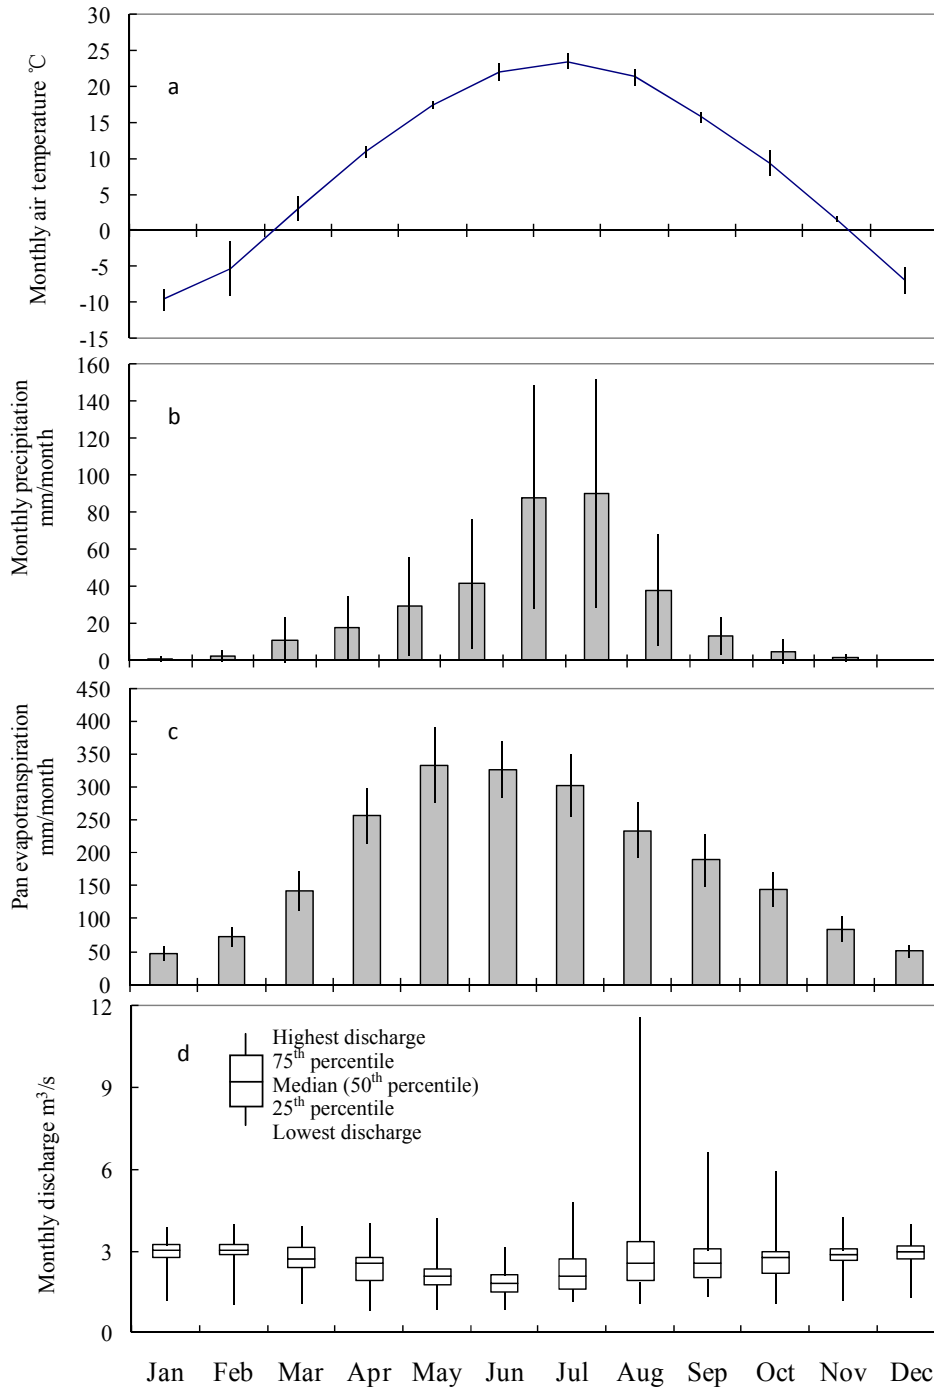 30
25
20
15
10
5
0
-5
-10
-15
Monthly air temperature ℃
a
160
140
120
100
80
60
40
20
0
Monthly precipitation
mm/month
b
450
400
350
300
250
200
150
100
50
0
Pan evapotranspiration
mm/month
c
12
9
6
3
0
Monthly discharge m³/s
d
Highest discharge
75th percentile
Median (50th percentile)
25th percentile
Lowest discharge
Jan Feb Mar Apr May Jun Jul Aug Sep Oct Nov Dec